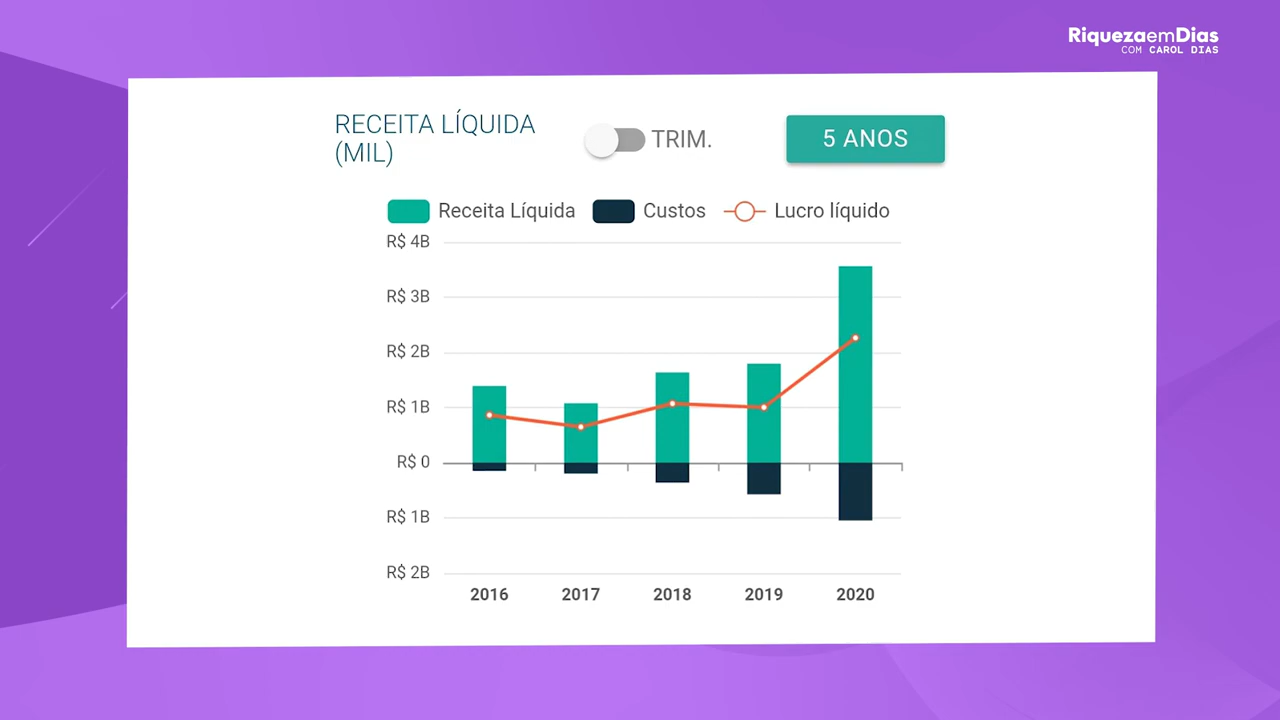 RiquezaemDias
COM CAROL DIAS
RECEITA LÍQUIDA
(MIL)
TRIM.
5 ANOS
Receita Líquida
Custos
Lucro líquido
R$ 4B
R$ 3B
R$ 2B
R$ 1B
R$ 0
R$ 1B
R$ 2B
2016 2017 2018 2019 2020